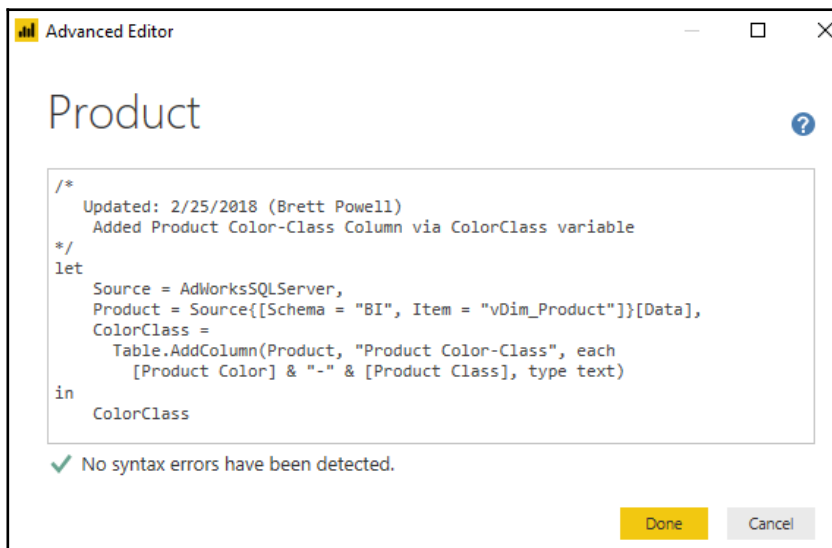 Advanced Editor
Product
?
/*
   Updated: 2/25/2018 (Brett Powell)
    Added Product Color-Class Column via ColorClass variable
*/
let
    Source = AdWorksSQLServer,
    Product = Source{[Schema = "BI", Item = "vDim_Product"]}[Data],
    ColorClass =
      Table.AddColumn(Product, "Product Color-Class", each
        [Product Color] & "-" & [Product Class], type text)
in
    ColorClass
No syntax errors have been detected.
Done Cancel